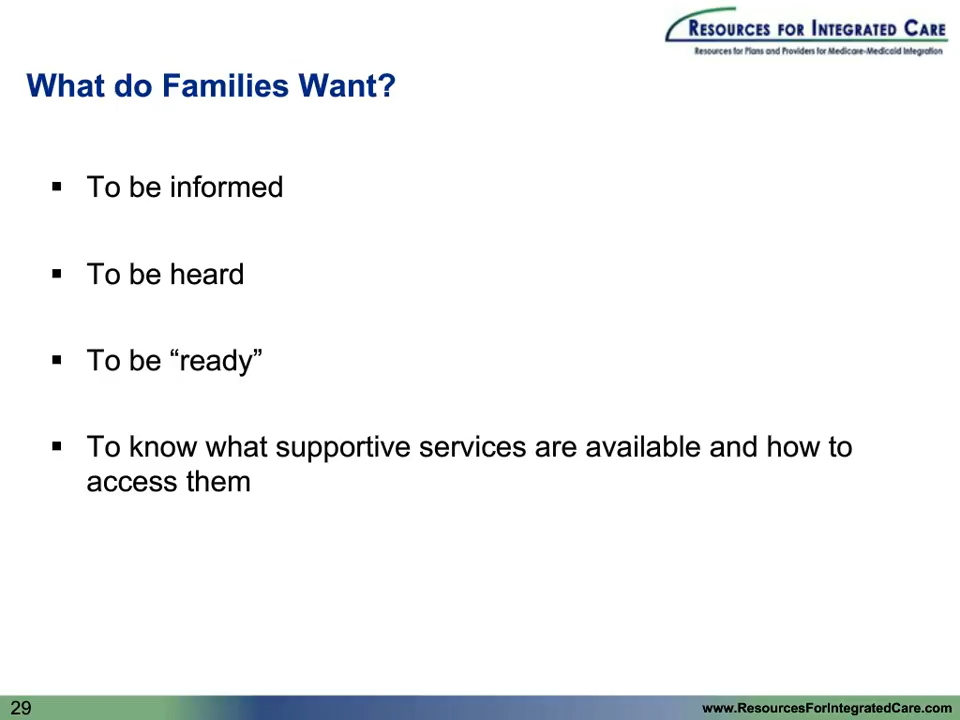 RESOURCES FOR INTEGRATED CARE
Resources for Plans and Providers for Medicare-Medicaid Integration
What do Families Want?
▪ To be informed
▪ To be heard
▪ To be “ready”
▪ To know what supportive services are available and how to
access them
29
www.ResourcesForIntegratedCare.com